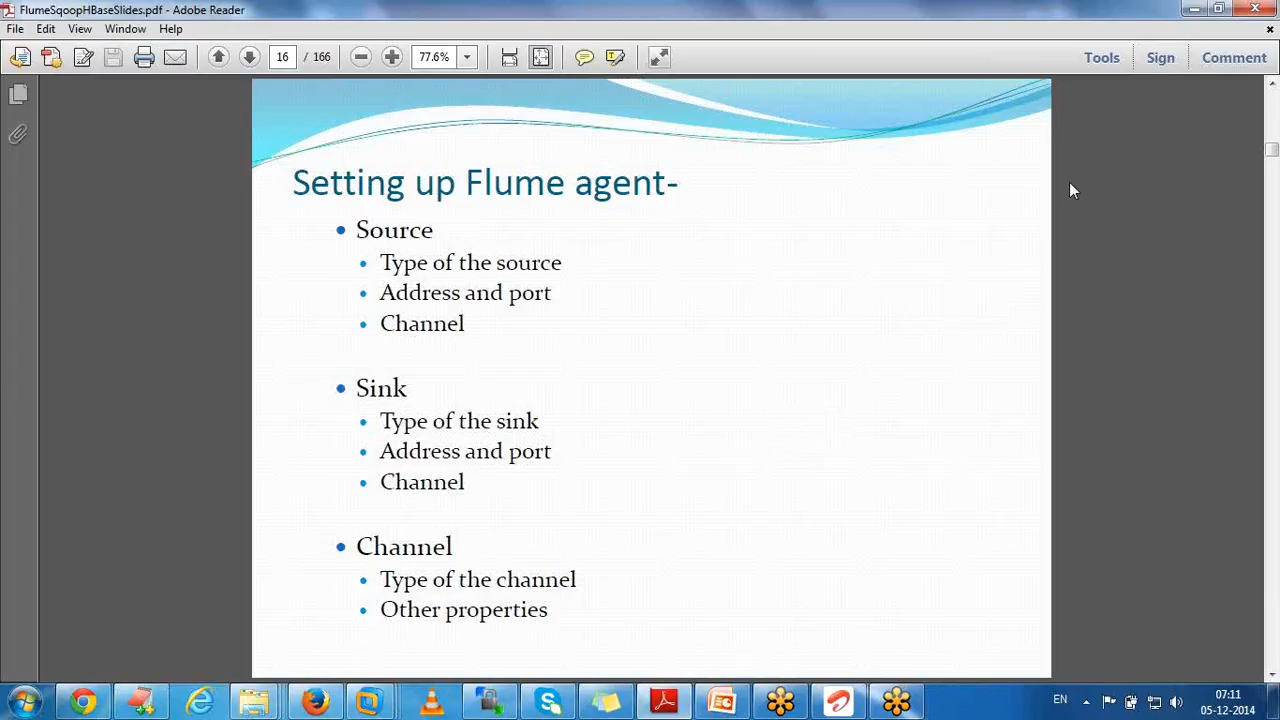 FlumeSqoopHBaseSlides.pdf - Adobe Reader
File Edit View Window Help
16 / 166 77.6% Tools Sign Comment
Setting up Flume agent-
Source
Type of the source
Address and port
Channel
Sink
Type of the sink
Address and port
Channel
Channel
Type of the channel
Other properties
EN 07:11
05-12-2014